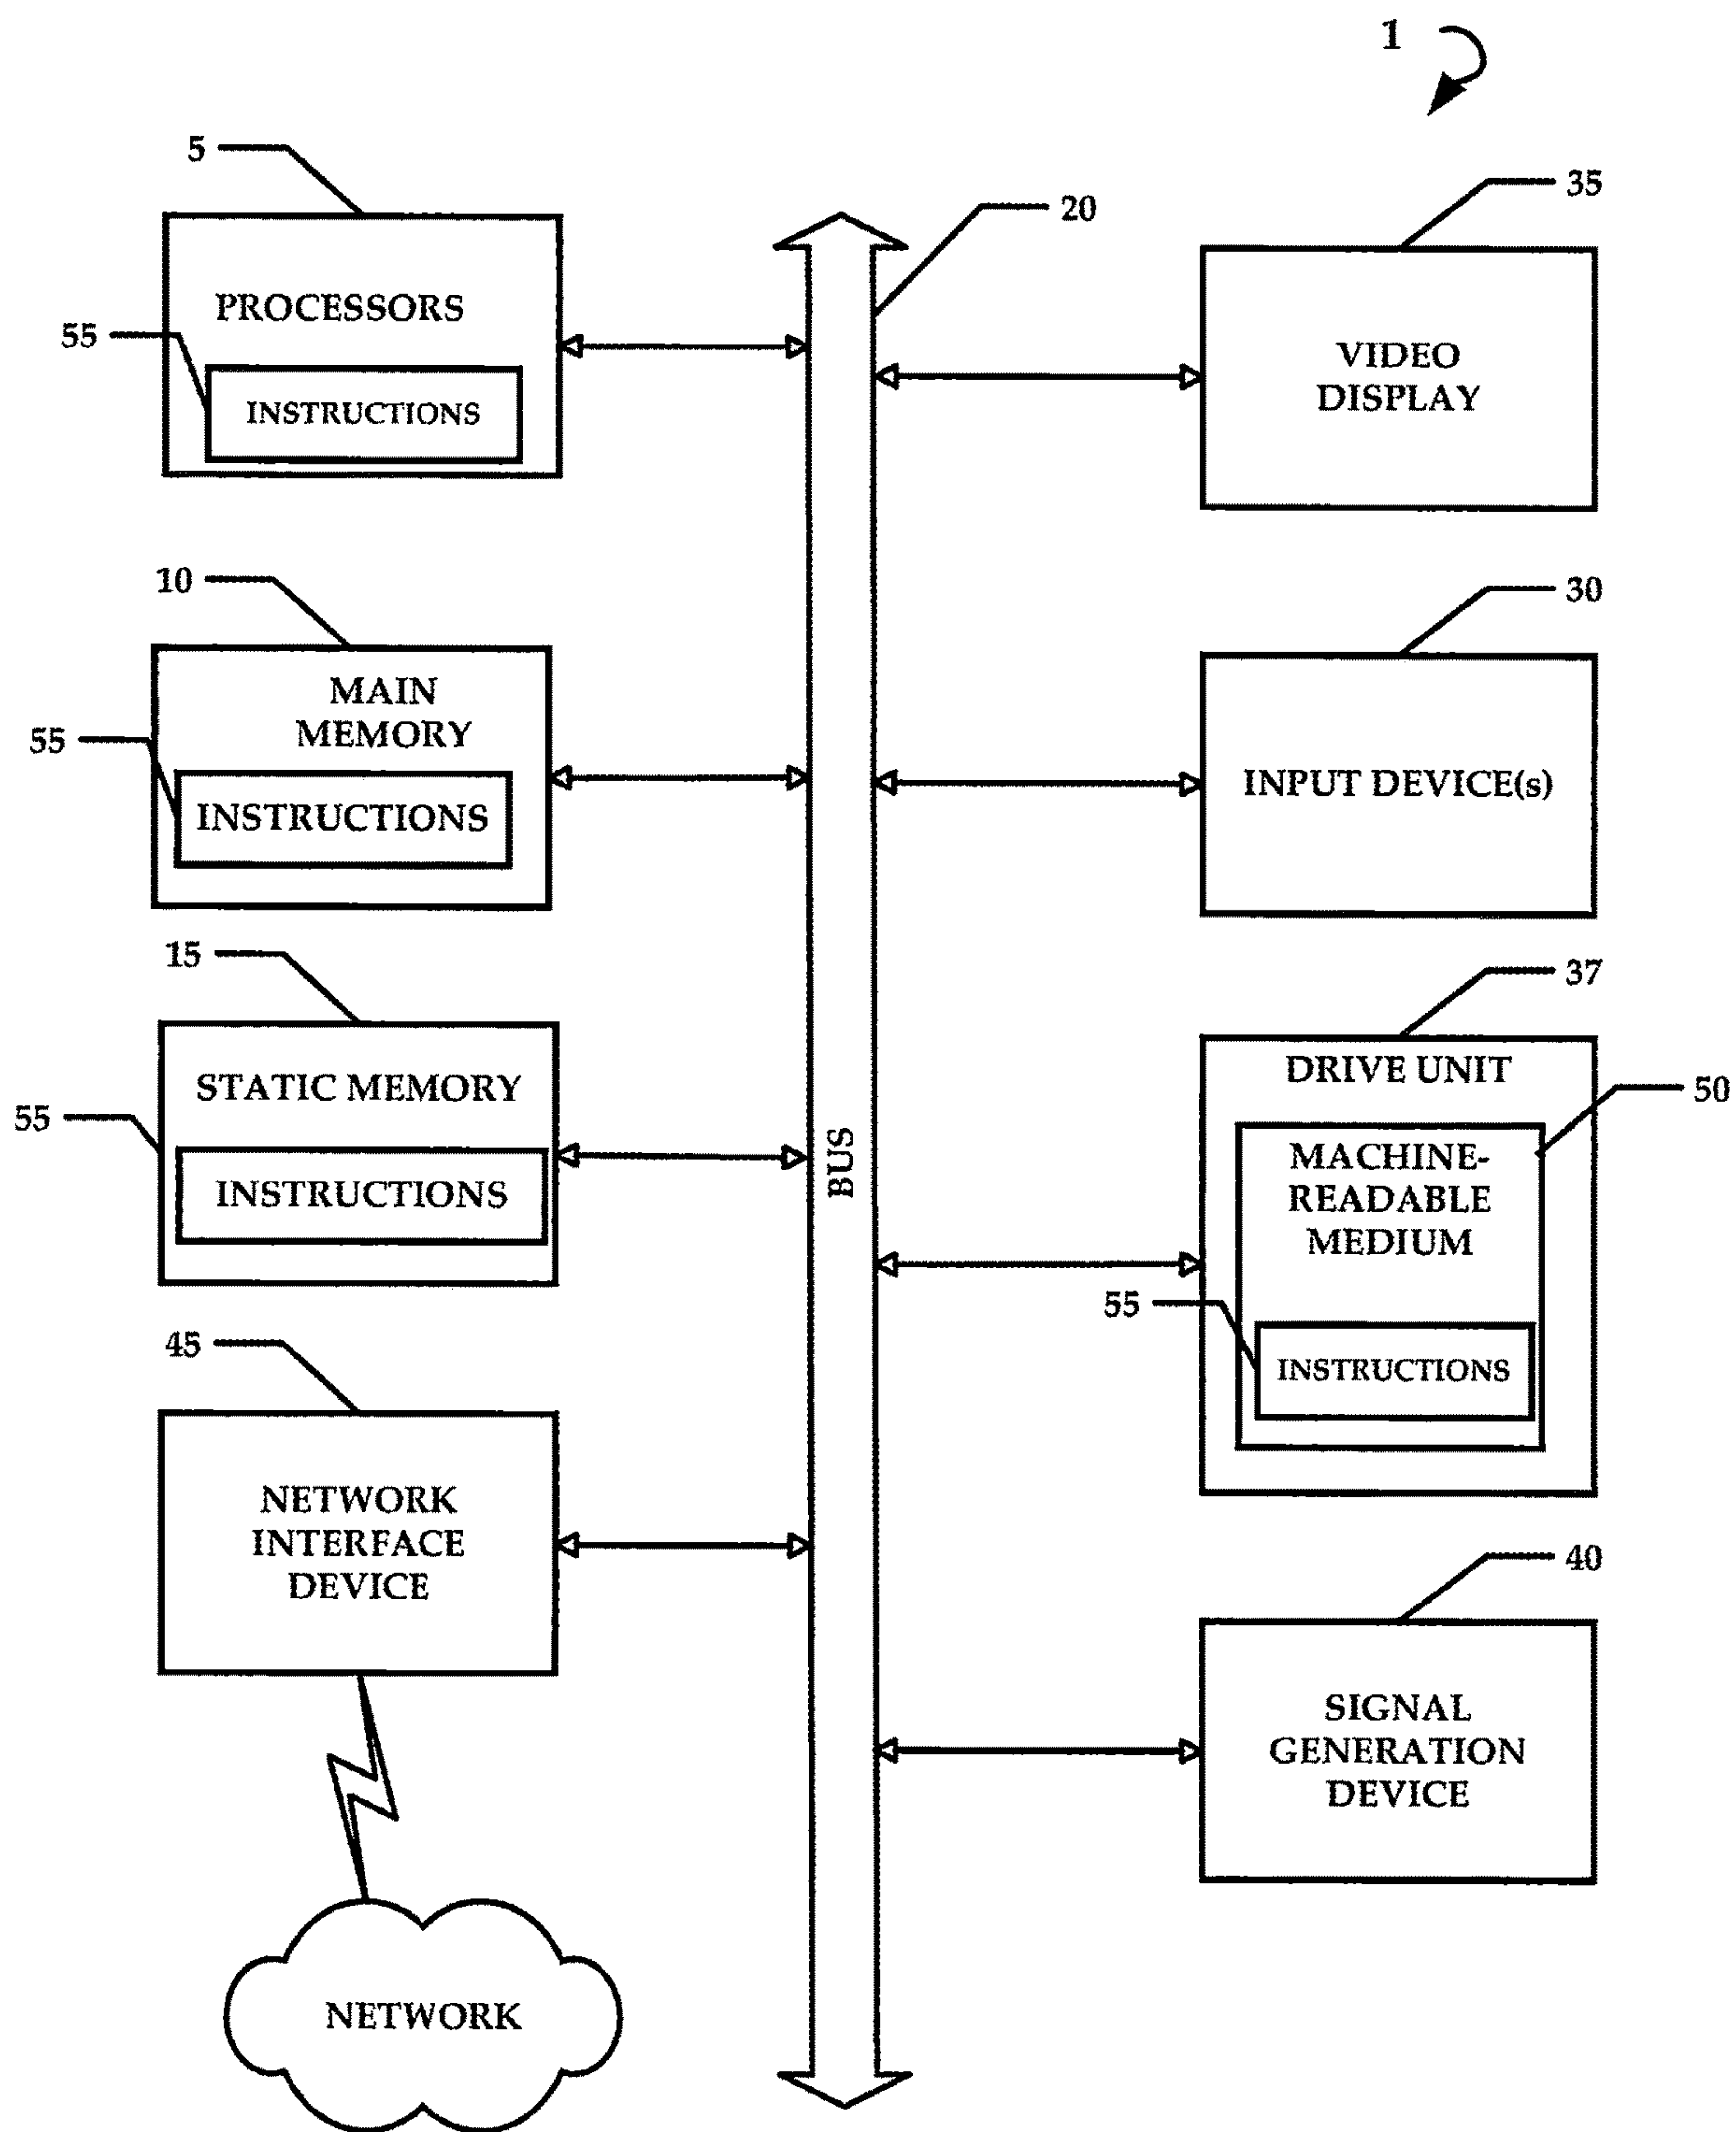 1
5
PROCESSORS
55
INSTRUCTIONS
10
MAIN
MEMORY
55
INSTRUCTIONS
15
STATIC MEMORY
55
INSTRUCTIONS
45
NETWORK
INTERFACE
DEVICE
NETWORK
20
BUS
35
VIDEO
DISPLAY
30
INPUT DEVICE(s)
37
DRIVE UNIT
50
MACHINE-
READABLE
MEDIUM
55
INSTRUCTIONS
40
SIGNAL
GENERATION
DEVICE